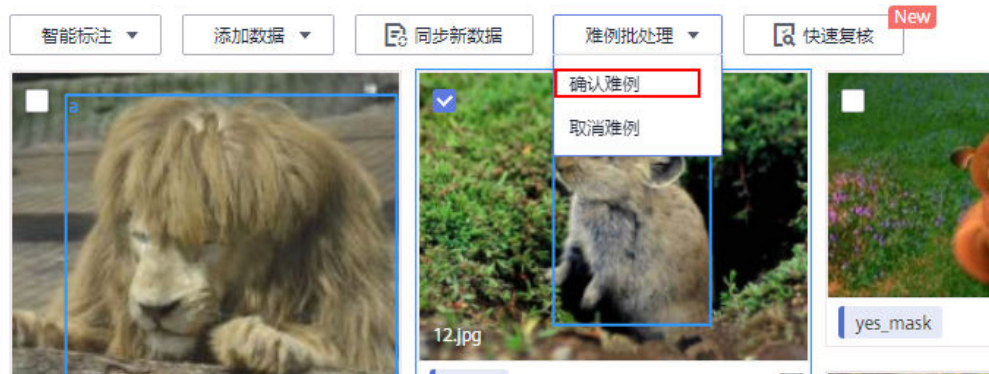 智能标注
添加数据
同步新数据
难例批处理
快速复核
New
确认难例
取消难例
a
12.jpg
yes_mask